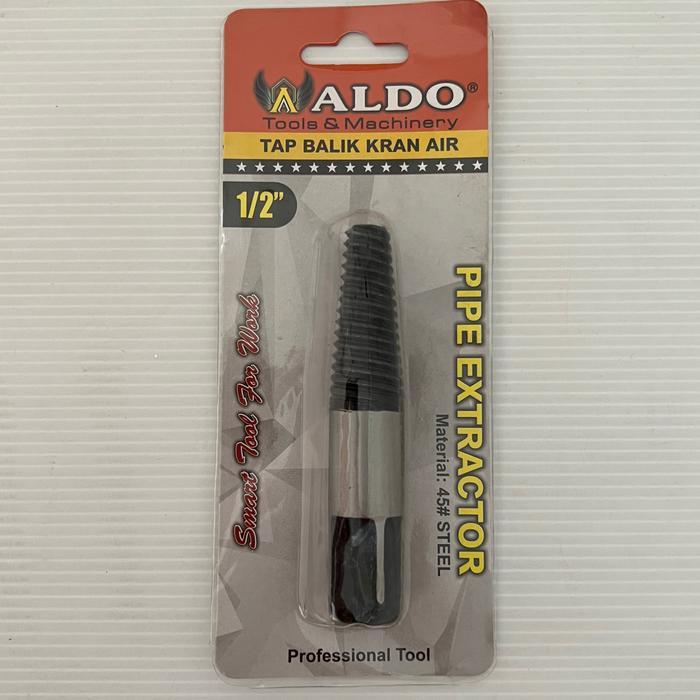 ALDO®
Tools & Machinery
TAP BALIK KRAN AIR
1/2"
Smart Tool For Work
PIPE EXTRACTOR
Material: 45# STEEL
Professional Tool